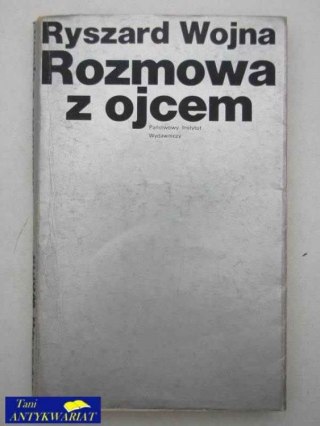 Ryszard Wojna
Rozmowa
z ojcem
Państwowy Instytut
Wydawniczy
Tani
ANTYKWARIAT